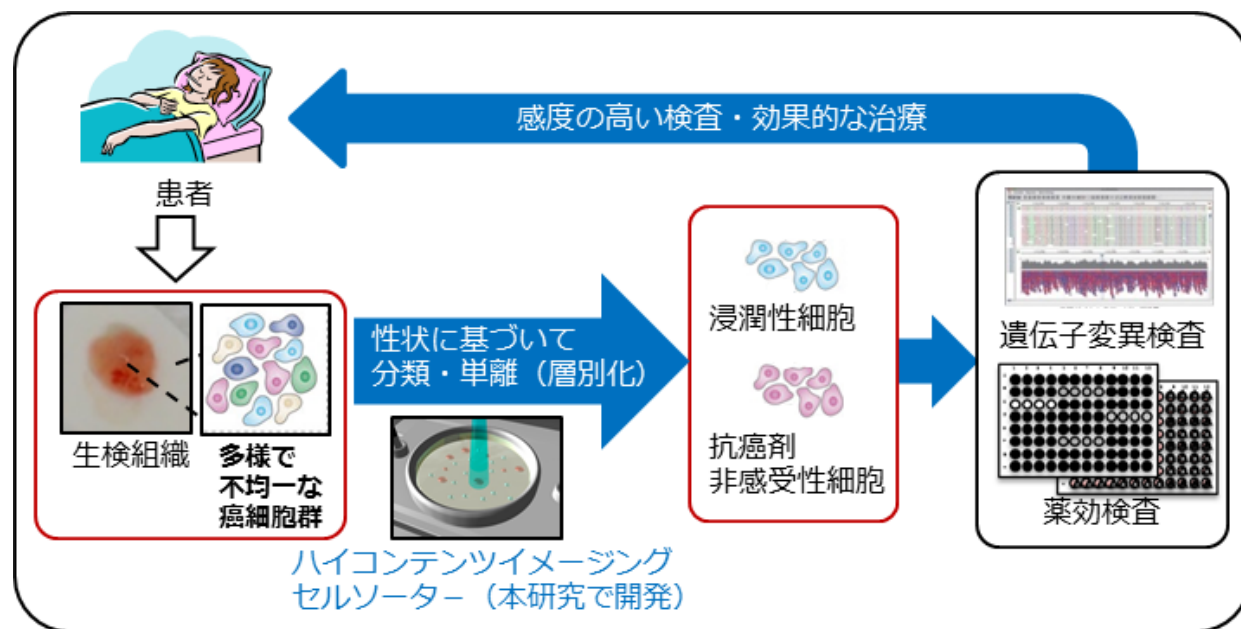 感度の高い検査・効果的な治療
患者
生検組織
多様で
不均一な
癌細胞群
性状に基づいて
分類・単離（層別化）
ハイコンテンツイメージング
セルソーター（本研究で開発）
浸潤性細胞
抗癌剤
非感受性細胞
遺伝子変異検査
薬効検査